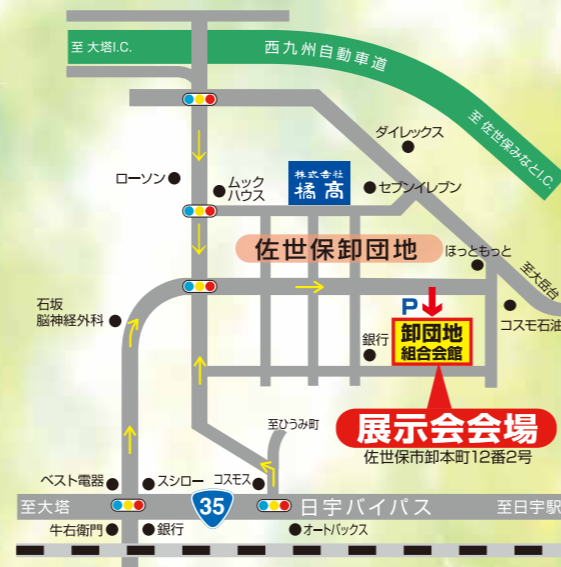 至 大塔I.C.
西九州自動車道
至 佐世保みなとI.C.
ダイレックス
ローソン
ムック
ハウス
株式会社
橘髙
セブンイレブン
佐世保卸団地
ほっともっと
至大岳台
石坂
脳神経外科
P
コスモ石油
銀行
卸団地
組合会館
展示会会場
佐世保市卸本町12番2号
至ひうみ町
ベスト電器
スシロー
コスモス
至大塔
35
日宇バイパス
至日宇駅
牛右衛門
銀行
オートバックス